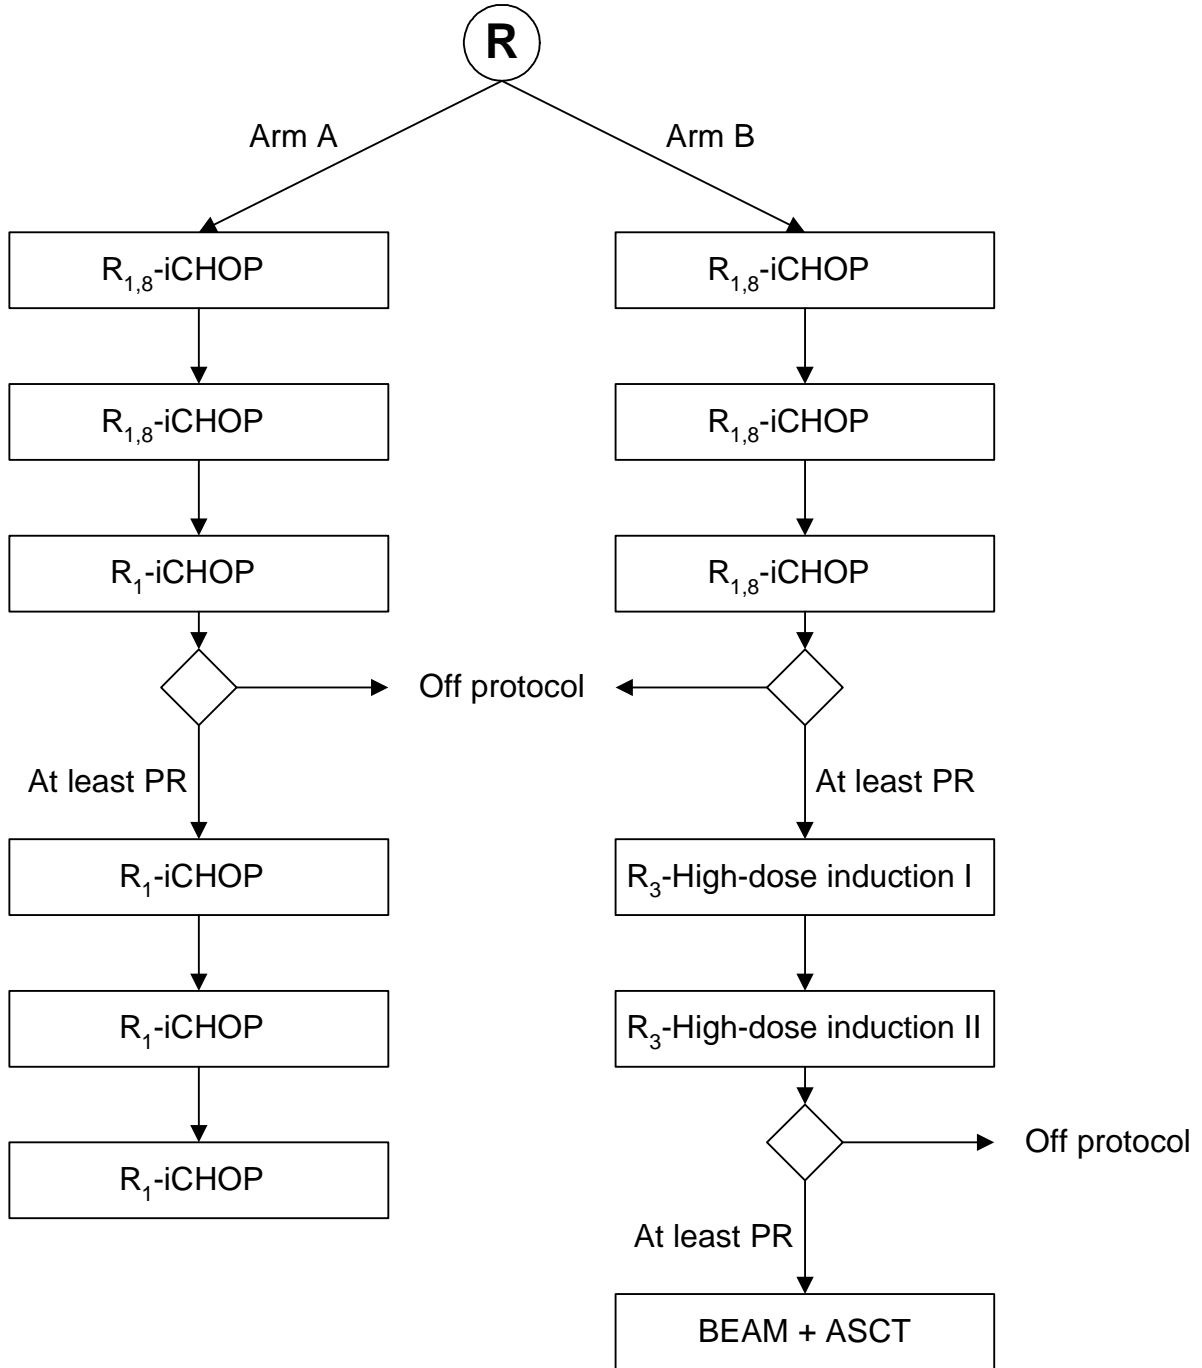 R
Arm A
Arm B
R1,8-iCHOP
R1,8-iCHOP
R1,8-iCHOP
R1,8-iCHOP
R1-iCHOP
R1,8-iCHOP
Off protocol
At least PR
At least PR
R1-iCHOP
R3-High-dose induction I
R1-iCHOP
R3-High-dose induction II
R1-iCHOP
Off protocol
At least PR
BEAM + ASCT